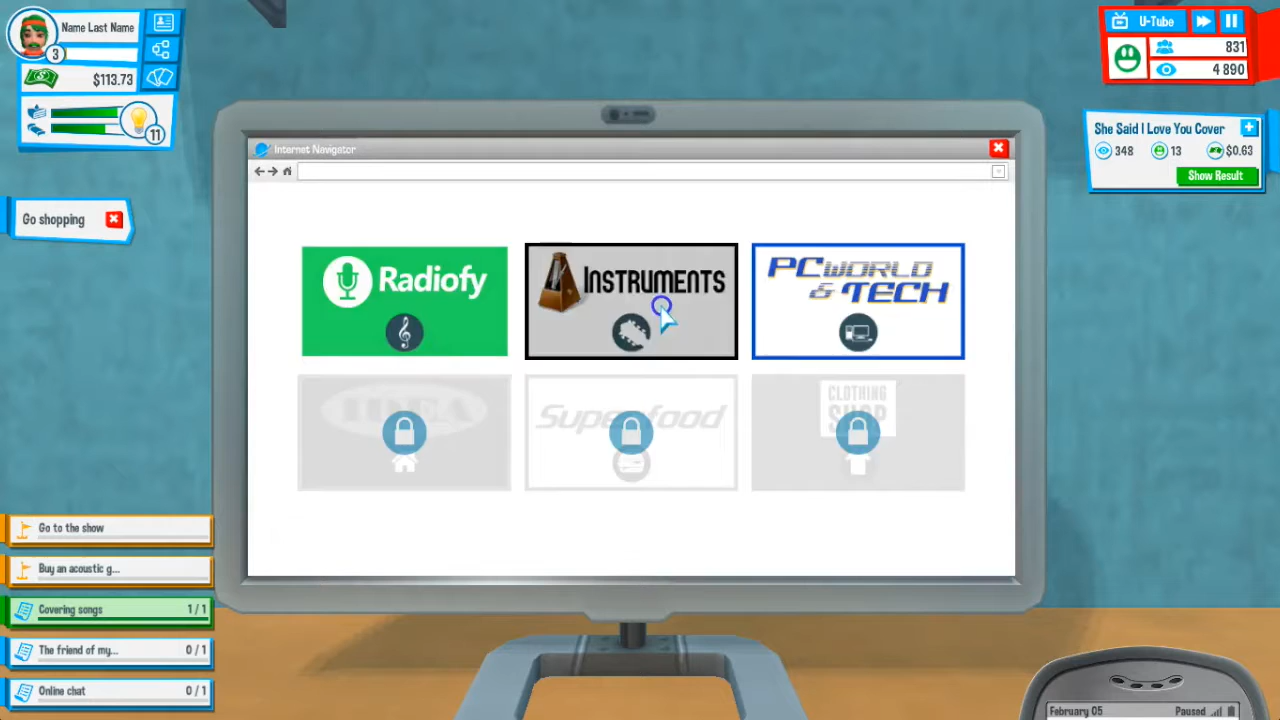 Name Last Name
3
$113.73
11
U-Tube
831
4 890
She Said I Love You Cover
348
13
$0.63
Show Result
Go shopping
Internet Navigator
Radiofy
INSTRUMENTS
PC WORLD
& TECH
Superfood
CLOTHING
SHOP
Go to the show
Buy an acoustic g...
Covering songs 1 / 1
The friend of my... 0 / 1
Online chat 0 / 1
February 05 Paused